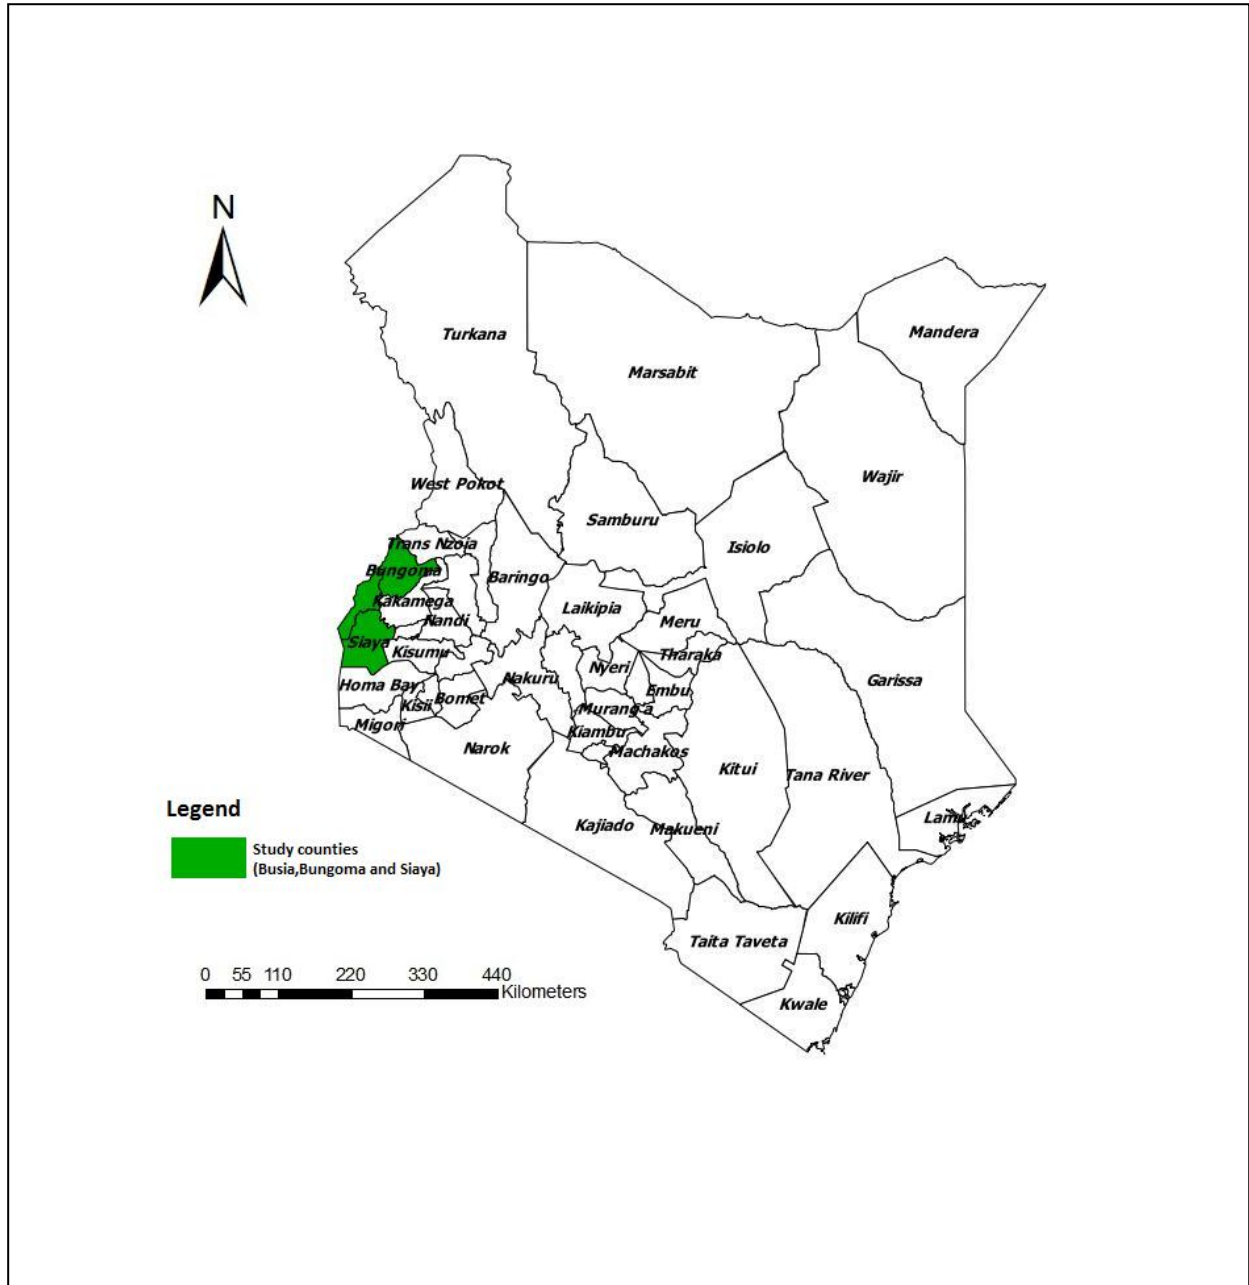 N
Turkana
Mandera
Marsabit
Wajir
West Pokot
Samburu
Isiolo
Trans Nzoia
Bungoma
Baringo
Kakamega
Laikipia
Nandi
Meru
Siaya
Kisumu
Tharaka
Nyeri
Garissa
Homa Bay
Nakuru
Embu
Bomet
Kisii
Murang'a
Migori
Kiambu
Narok
Machakos
Kitui
Tana River
Legend
Lamu
Kajiado
Makueni
Study counties
(Busia,Bungoma and Siaya)
Kilifi
Taita Taveta
0 55 110 220 330 440
Kilometers
Kwale